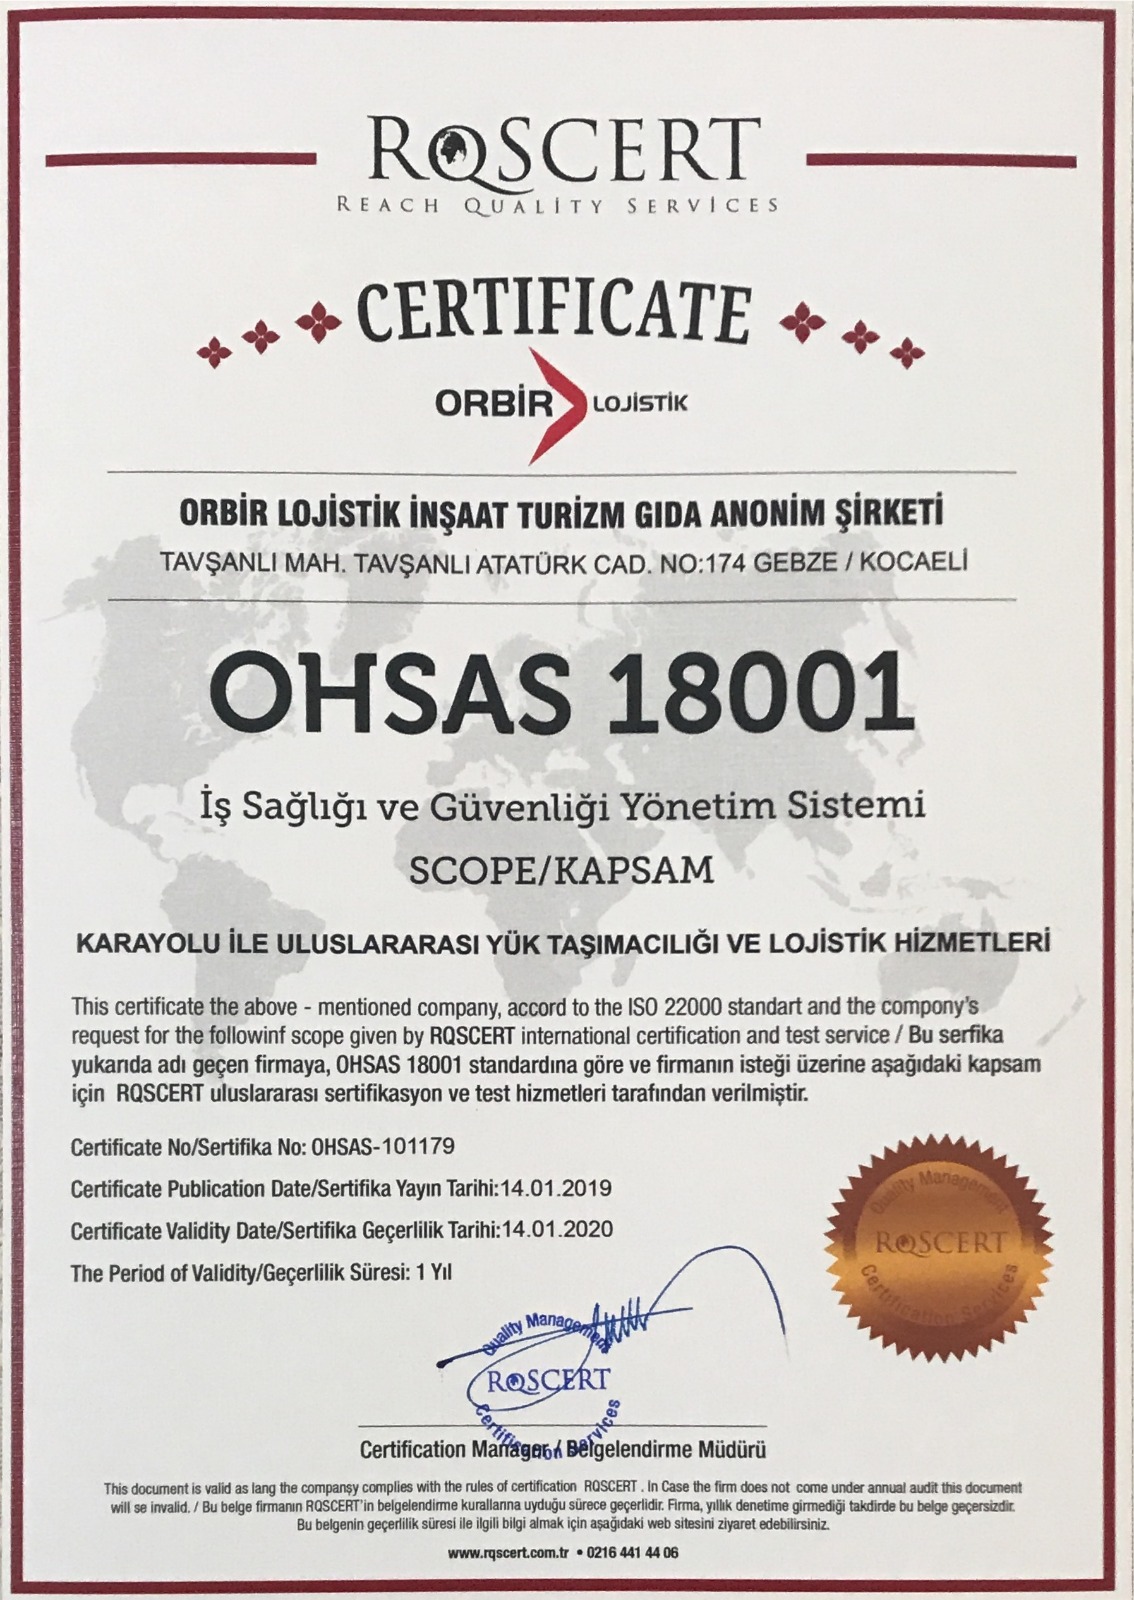 RQSCERT
REACH QUALİTY SERVİCES
CERTIFICATE
ORBİR LOJİSTİK
ORBİR LOJİSTİK İNŞAAT TURİZM GIDA ANONİM ŞİRKETİ
TAVŞANLI MAH. TAVŞANLI ATATÜRK CAD. NO:174 GEBZE / KOCAELİ
OHSAS 18001
İş Sağlığı ve Güvenliği Yönetim Sistemi
SCOPE/KAPSAM
KARAYOLU İLE ULUSLARARASI YÜK TAŞIMACILIĞI VE LOJİSTİK HİZMETLERİ
This certificate the above - mentioned company, accord to the ISO 22000 standart and the compony's
request for the followinf scope given by RQSCERT international certification and test service / Bu serfika
yukarıda adı geçen firmaya, OHSAS 18001 standardına göre ve firmanın isteği üzerine aşağıdaki kapsam
için RQSCERT uluslararası sertifikasyon ve test hizmetleri tarafından verilmiştir.
Certificate No/Sertifika No: OHSAS-101179
Certificate Publication Date/Sertifika Yayın Tarihi:14.01.2019
Certificate Validity Date/Sertifika Geçerlilik Tarihi:14.01.2020
The Period of Validity/Geçerlilik Süresi: 1 Yıl
Quality Management
RQSCERT
Certification Services
Quality Management
RQSCERT
Certification Services
Certification Manager / Belgelendirme Müdürü
This document is valid as lang the companşy complies with the rules of certification RQSCERT . In Case the firm does not come under annual audit this document
will se invalid. / Bu belge firmanın RQSCERT'in belgelendirme kurallarına uyduğu sürece geçerlidir. Firma, yıllık denetime girmediği takdirde bu belge geçersizdir.
Bu belgenin geçerlilik süresi ile ilgili bilgi almak için aşağıdaki web sitesini ziyaret edebilirsiniz.
www.rqscert.com.tr • 0216 441 44 06